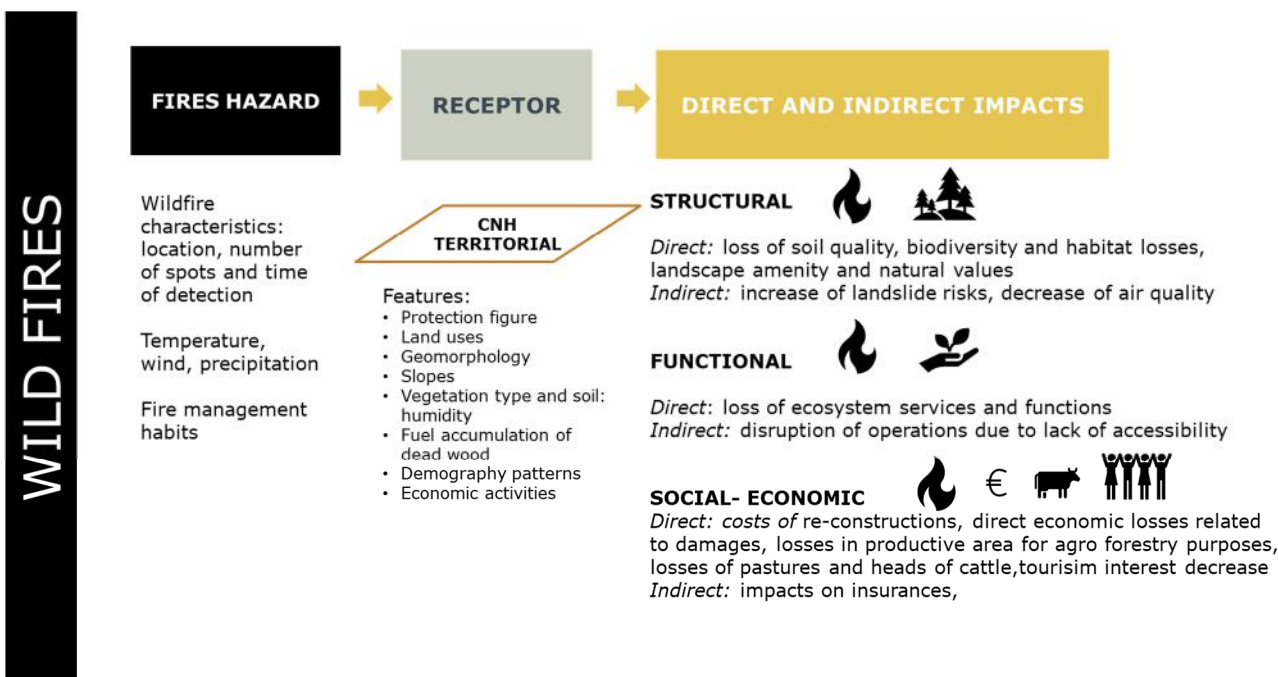 WILD FIRES
FIRES HAZARD
RECEPTOR
DIRECT AND INDIRECT IMPACTS
Wildfire
characteristics:
location, number
of spots and time
of detection
Temperature,
wind, precipitation
Fire management
habits
CNH
TERRITORIAL
Features:
• Protection figure
• Land uses
• Geomorphology
• Slopes
• Vegetation type and soil:
humidity
• Fuel accumulation of
dead wood
• Demography patterns
• Economic activities
STRUCTURAL
Direct: loss of soil quality, biodiversity and habitat losses,
landscape amenity and natural values
Indirect: increase of landslide risks, decrease of air quality
FUNCTIONAL
Direct: loss of ecosystem services and functions
Indirect: disruption of operations due to lack of accessibility
SOCIAL- ECONOMIC €
Direct: costs of re-constructions, direct economic losses related
to damages, losses in productive area for agro forestry purposes,
losses of pastures and heads of cattle,tourisim interest decrease
Indirect: impacts on insurances,